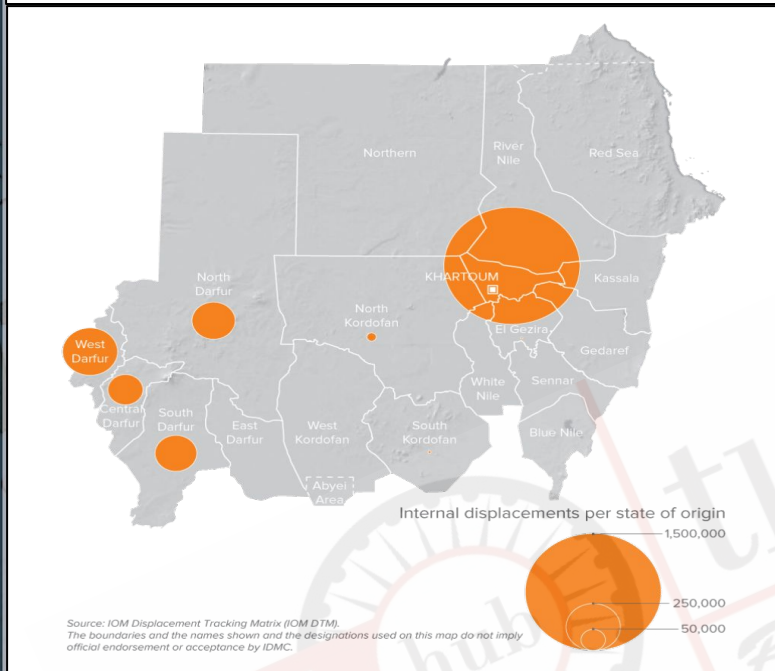 Northern
River
Nile
Red Sea
KHARTOUM
Kassala
North
Darfur
North
Kordofan
El Gezira
West
Darfur
Gedaref
White
Nile
Sennar
Central
Darfur
South
Darfur
East
Darfur
West
Kordofan
South
Kordofan
Blue Nile
Abyei
Area
Internal displacements per state of origin
1,500,000
250,000
50,000
Source: IOM Displacement Tracking Matrix (IOM DTM).
The boundaries and the names shown and the designations used on this map do not imply
official endorsement or acceptance by IDMC.
hub